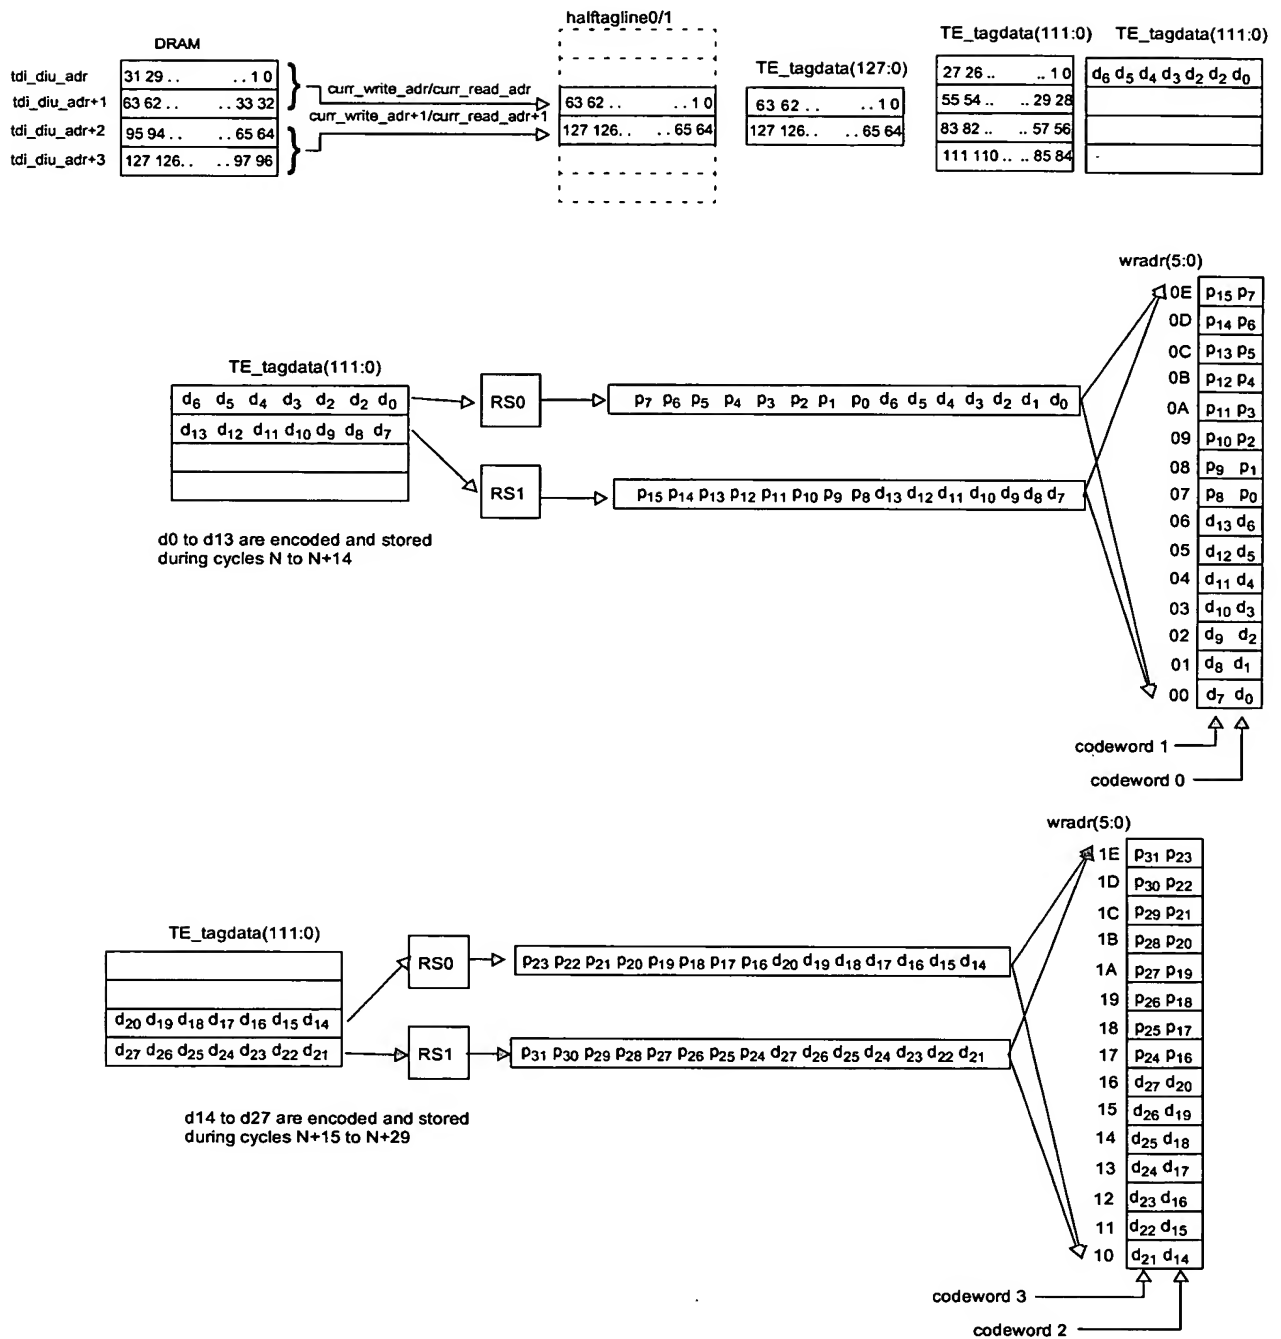 halftagline0/1
DRAM
TE_tagdata(127:0)
TE_tagdata(111:0) TE_tagdata(111:0)
tdi_diu_adr 31 29 . . . . 1 0
tdi_diu_adr+1 63 62 . . . . 33 32
tdi_diu_adr+2 95 94 . . . . 65 64
tdi_diu_adr+3 127 126. . . . 97 96
curr_write_adr/curr_read_adr
curr_write_adr+1/curr_read_adr+1
63 62 . . . . 1 0
127 126. . . . 65 64
63 62 . . . . 1 0
127 126. . . . 65 64
27 26 .. .. 1 0
55 54 .. .. 29 28
83 82 .. .. 57 56
111 110 .. .. 85 84
d6 d5 d4 d3 d2 d2 d0
wradr(5:0)
0E p15 p7
0D p14 p6
0C p13 p5
0B p12 p4
0A p11 p3
09 p10 p2
08 p9 p1
07 p8 p0
06 d13 d6
05 d12 d5
04 d11 d4
03 d10 d3
02 d9 d2
01 d8 d1
00 d7 d0
codeword 1
codeword 0
TE_tagdata(111:0)
d6 d5 d4 d3 d2 d2 d0
d13 d12 d11 d10 d9 d8 d7
RS0
p7 p6 p5 p4 p3 p2 p1 p0 d6 d5 d4 d3 d2 d1 d0
RS1
p15 p14 p13 p12 p11 p10 p9 p8 d13 d12 d11 d10 d9 d8 d7
d0 to d13 are encoded and stored
during cycles N to N+14
wradr(5:0)
1E p31 p23
1D p30 p22
1C p29 p21
1B p28 p20
1A p27 p19
19 p26 p18
18 p25 p17
17 p24 p16
16 d27 d20
15 d26 d19
14 d25 d18
13 d24 d17
12 d23 d16
11 d22 d15
10 d21 d14
codeword 3
codeword 2
TE_tagdata(111:0)
d20 d19 d18 d17 d16 d15 d14
d27 d26 d25 d24 d23 d22 d21
RS0
p23 p22 p21 p20 p19 p18 p17 p16 d20 d19 d18 d17 d16 d15 d14
RS1
p31 p30 p29 p28 p27 p26 p25 p24 d27 d26 d25 d24 d23 d22 d21
d14 to d27 are encoded and stored
during cycles N+15 to N+29